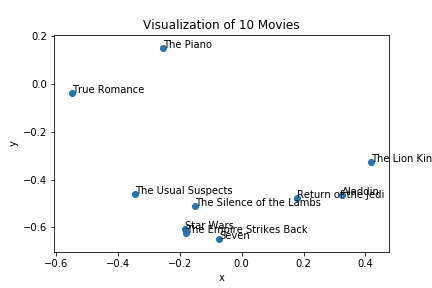 Visualization of 10 Movies
0.2
The Piano
0.0
True Romance
−0.2
y
The Lion Kin
−0.4
The Usual Suspects
Aladdin
Return of the Jedi
The Silence of the Lambs
−0.6
Star Wars
The Empire Strikes Back
Seven
−0.6
−0.4
−0.2
0.0
0.2
0.4
x